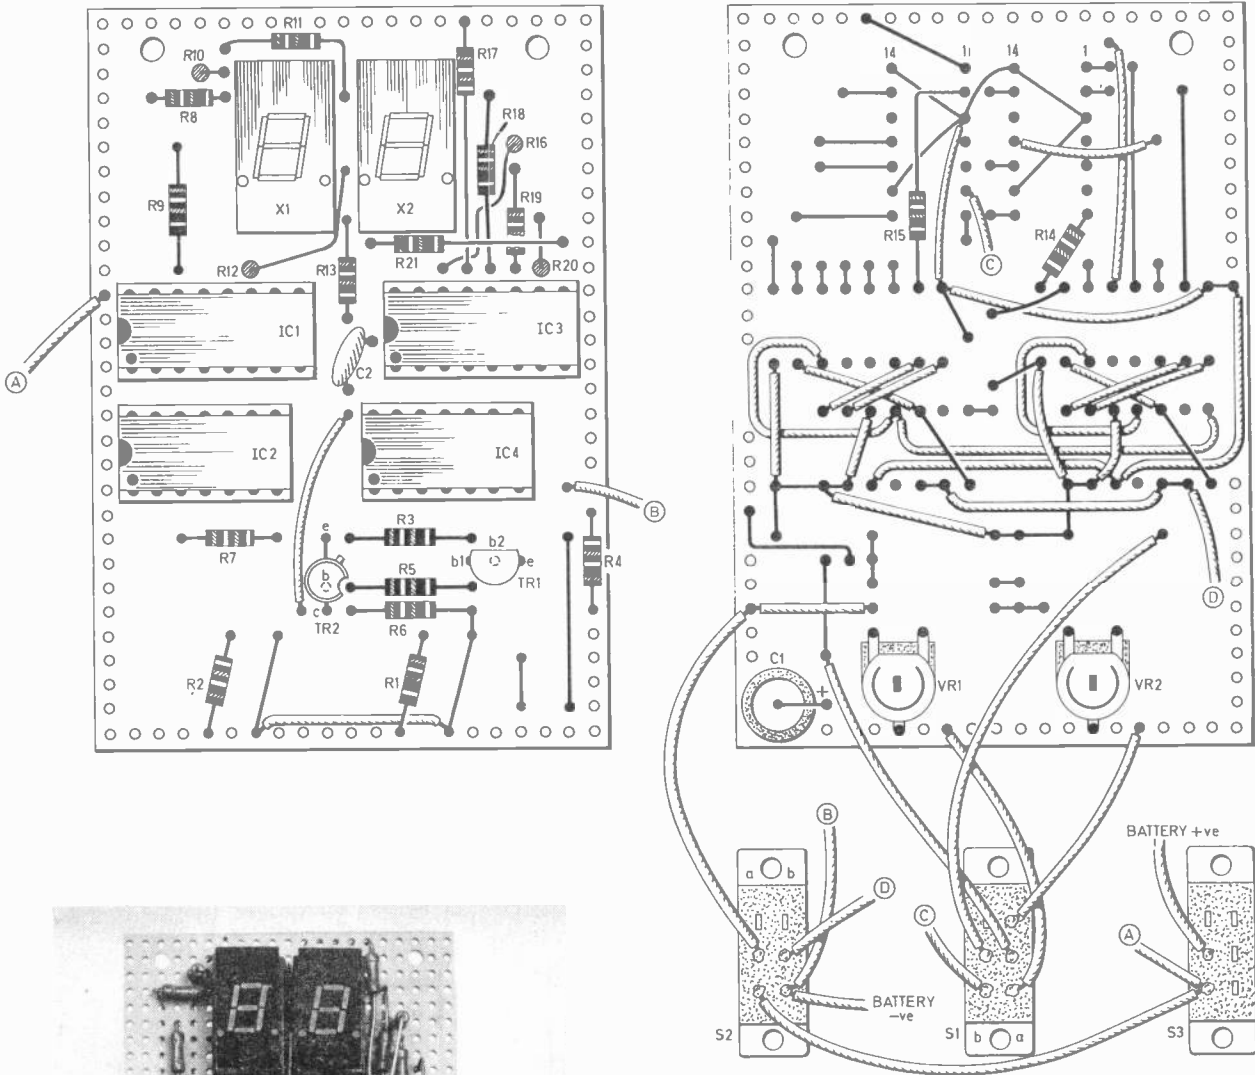 R11
R10
R8
R17
R18
R16
R9
X1
X2
R19
R12
R13
R21
R20
IC1
IC3
A
C2
IC2
IC4
B
R7
e
R3
b2
b1
e
TR1
R4
b
R5
c
TR2
R6
R2
R1
14
14
1
R15
R14
C
D
C1
+
VR1
VR2
B
BATTERY +ve
a
b
D
C
A
BATTERY
-ve
S2
S1
b
a
S3